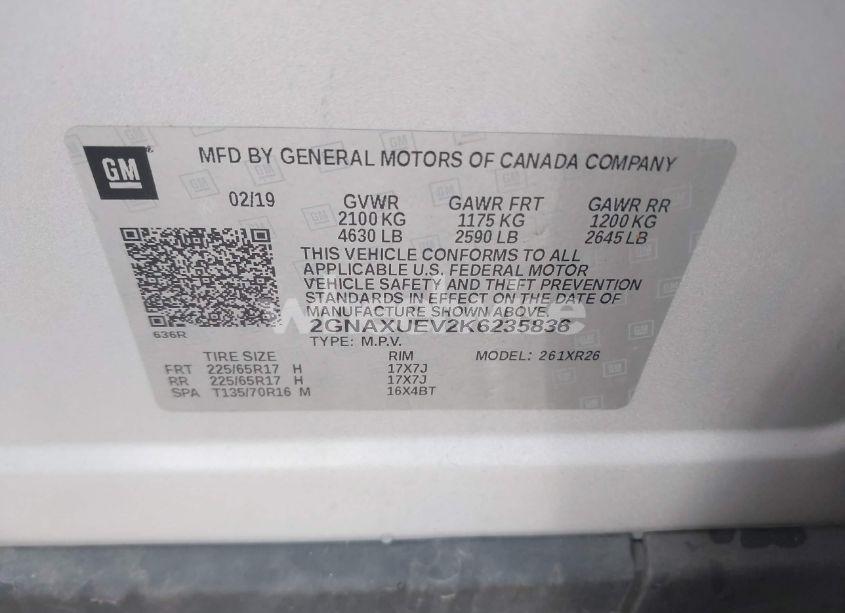 GM
MFD BY GENERAL MOTORS OF CANADA COMPANY
02/19 GVWR GAWR FRT GAWR RR
2100 KG 1175 KG 1200 KG
4630 LB 2590 LB 2645 LB
THIS VEHICLE CONFORMS TO ALL
APPLICABLE U.S. FEDERAL MOTOR
VEHICLE SAFETY AND THEFT PREVENTION
STANDARDS IN EFFECT ON THE DATE OF
MANUFACTURE SHOWN ABOVE.
636R 2GNAXUEV2K6235836
TYPE: M.P.V. MODEL: 261XR26
TIRE SIZE RIM
FRT 225/65R17 H 17X7J
RR 225/65R17 H 17X7J
SPA T135/70R16 M 16X4BT